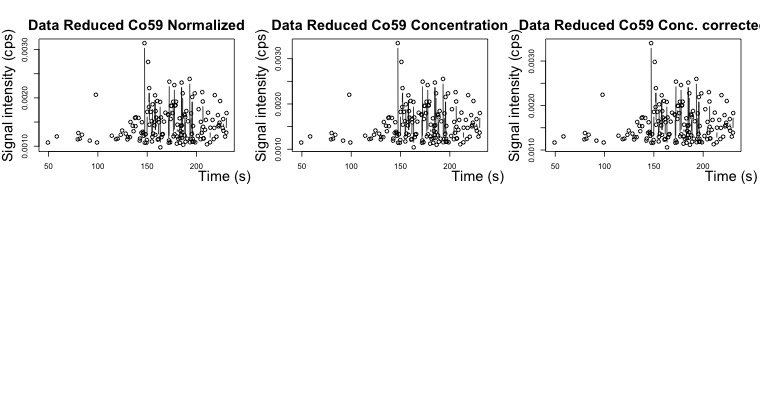 Data Reduced Co59 Normalized
Signal intensity (cps)
0.0010 0.0020 0.0030
50 100 150 200
Time (s)
Data Reduced Co59 Concentration
Signal intensity (cps)
0.0010 0.0020 0.0030
50 100 150 200
Time (s)
Data Reduced Co59 Conc. corrected
Signal intensity (cps)
0.0010 0.0020 0.0030
50 100 150 200
Time (s)